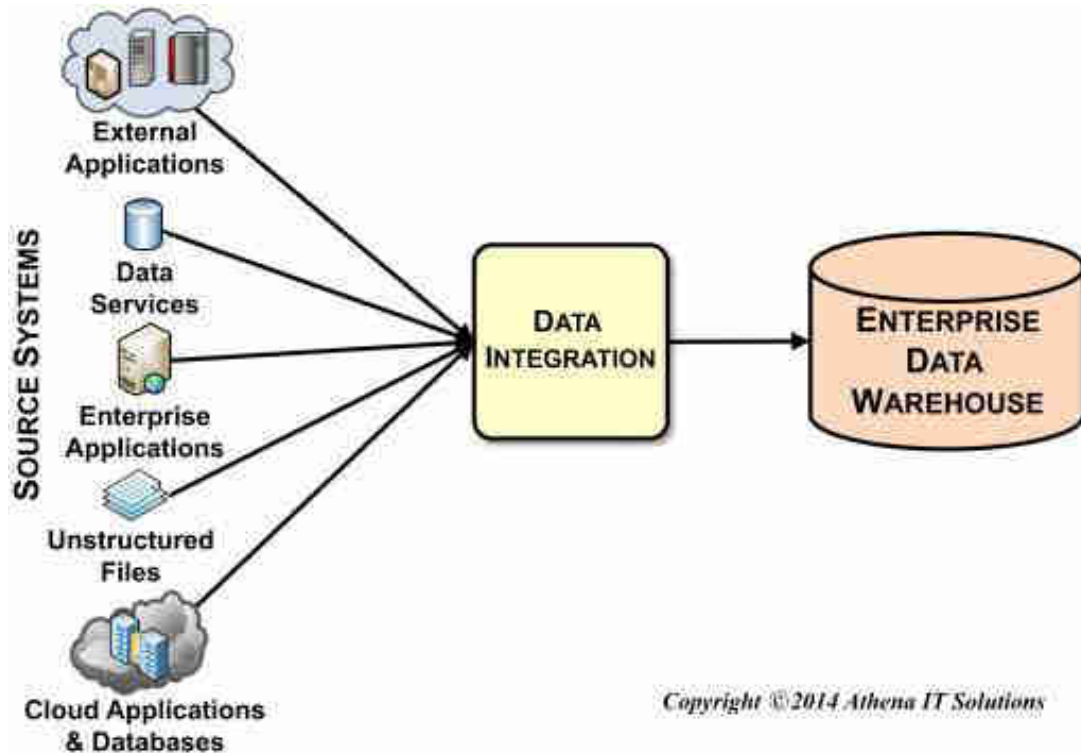 SOURCE SYSTEMS
External
Applications
Data
Services
Enterprise
Applications
Unstructured
Files
Cloud Applications
& Databases
DATA
INTEGRATION
ENTERPRISE
DATA
WAREHOUSE
Copyright ©2014 Athena IT Solutions